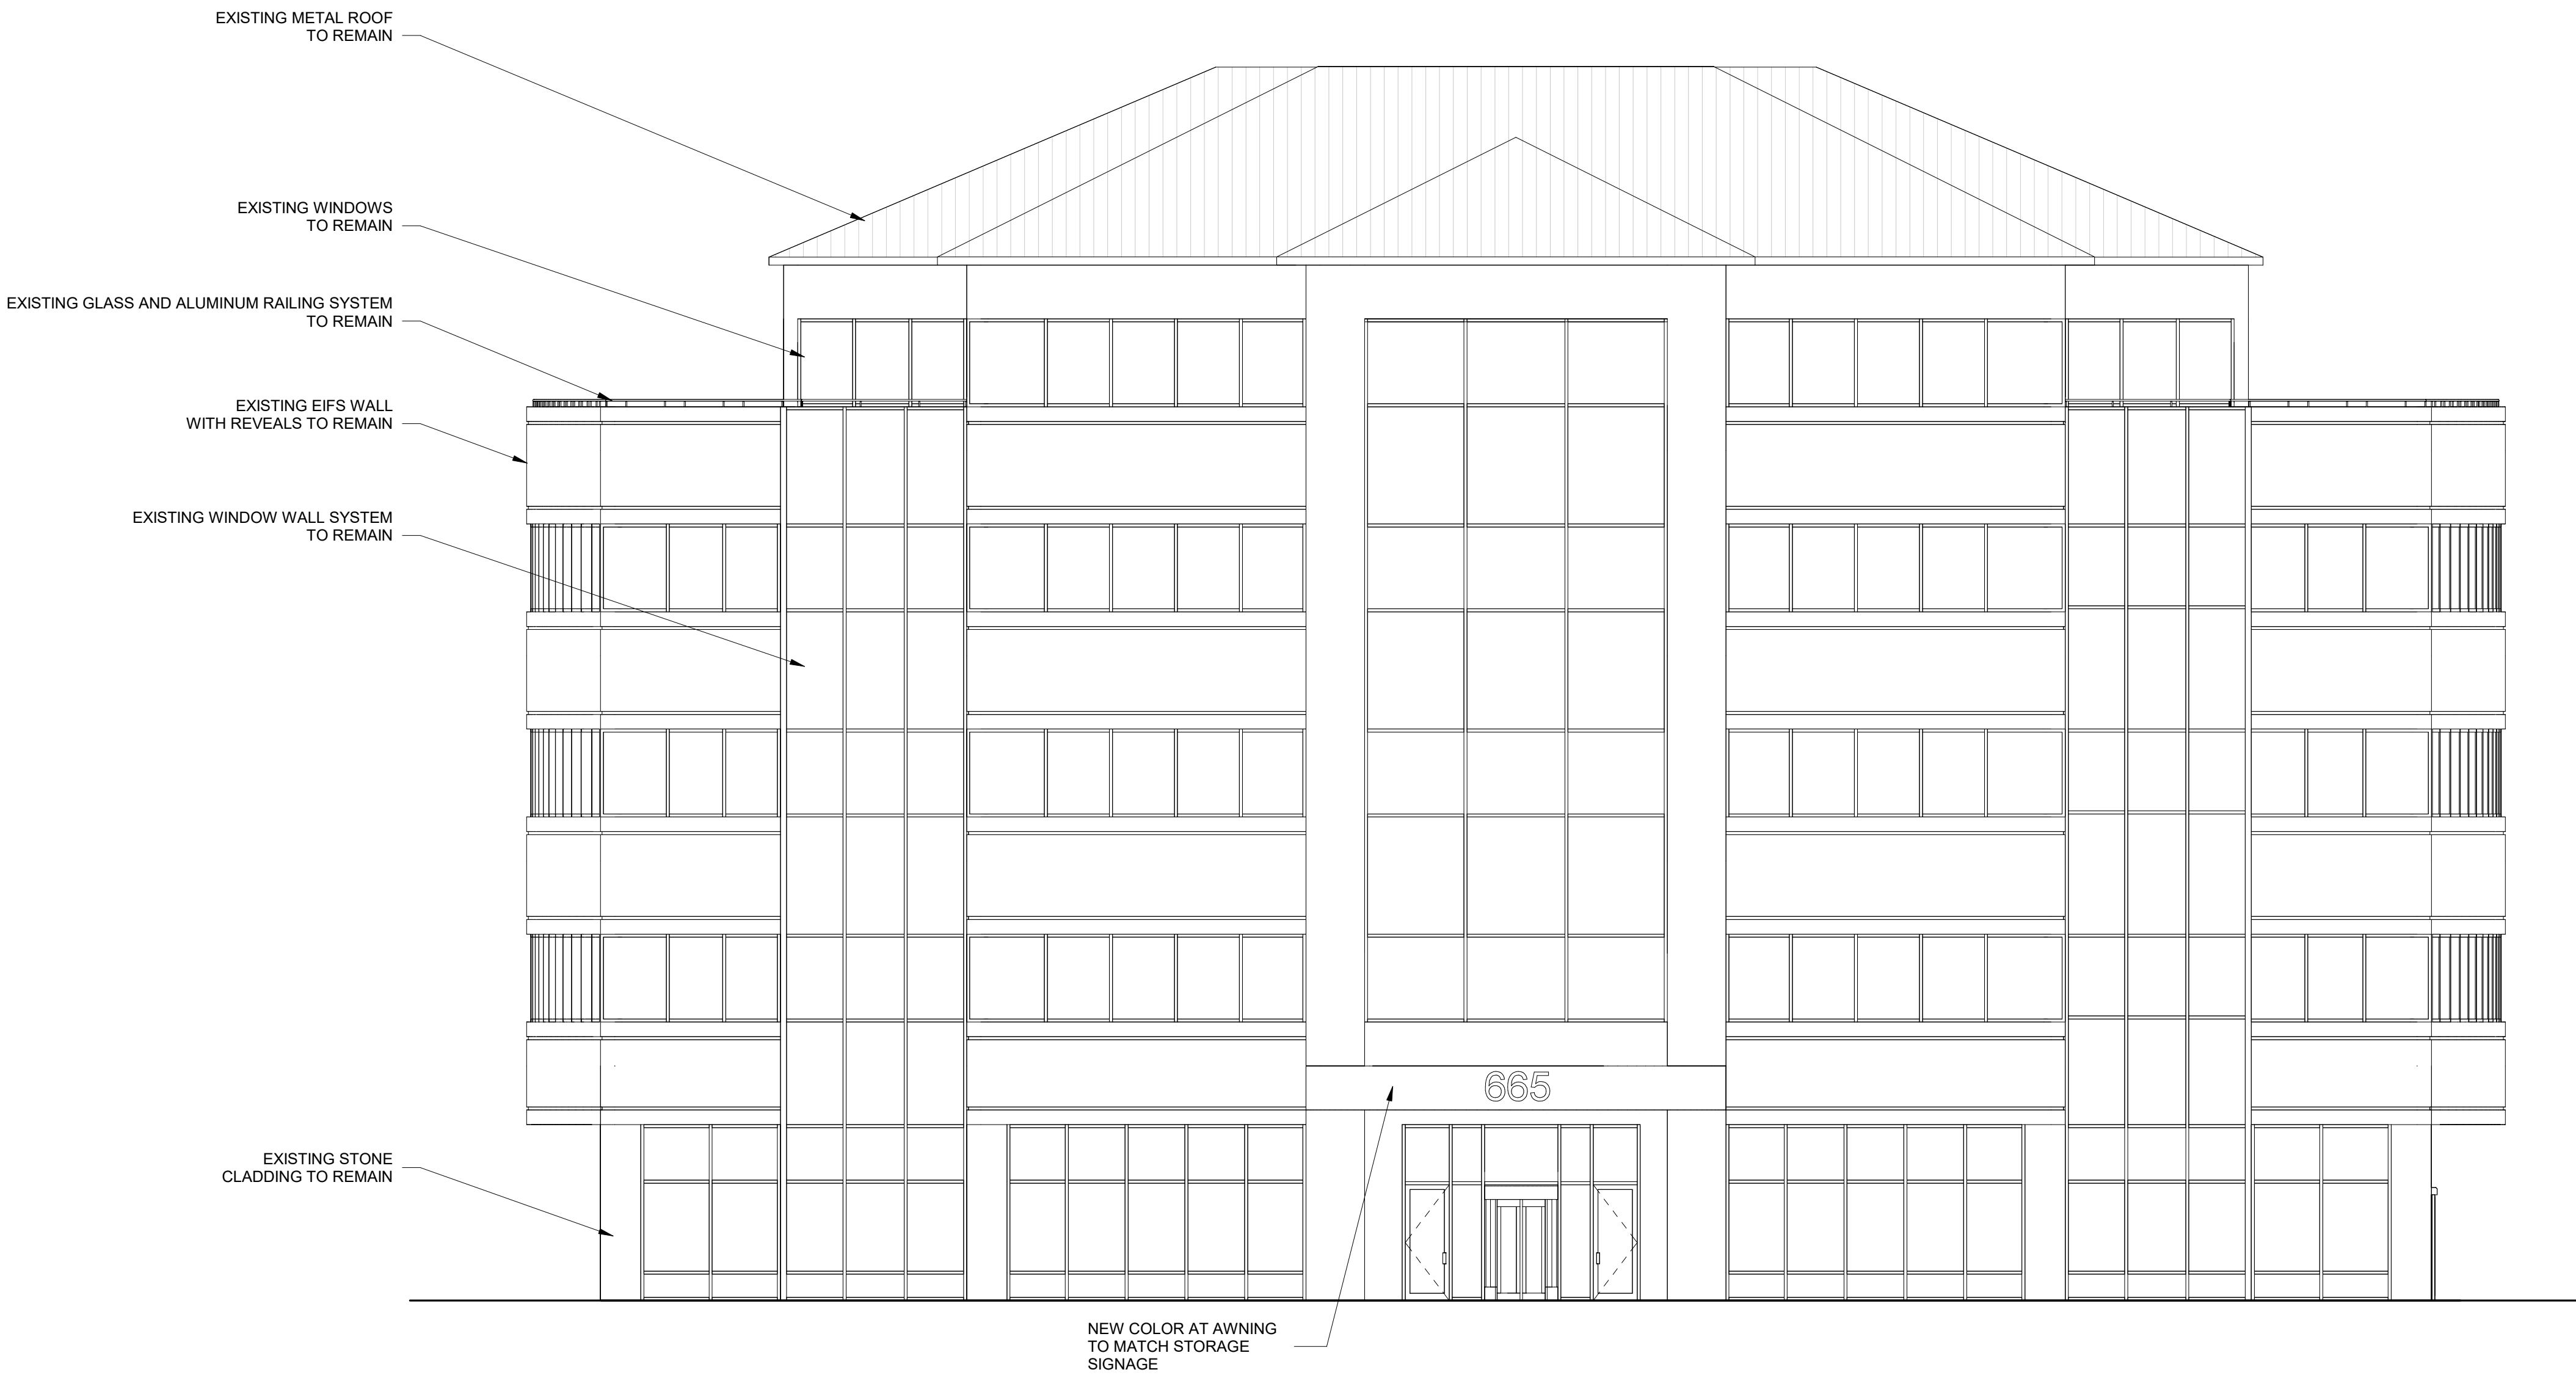 EXISTING METAL ROOF
TO REMAIN
EXISTING WINDOWS
TO REMAIN
EXISTING GLASS AND ALUMINUM RAILING SYSTEM
TO REMAIN
EXISTING EIFS WALL
WITH REVEALS TO REMAIN
EXISTING WINDOW WALL SYSTEM
TO REMAIN
665
EXISTING STONE
CLADDING TO REMAIN
NEW COLOR AT AWNING
TO MATCH STORAGE
SIGNAGE